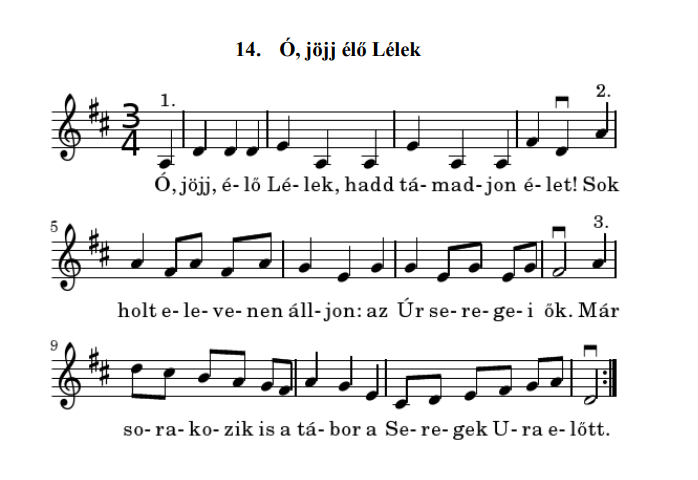 14. Ó, jöjj élő Lélek
1. 2.
3
4
Ó, jöjj, é- lő Lé- lek, hadd tá- mad- jon é- let! Sok
5 3.
holt e- le- ve- nen áll- jon: az Úr se- re- ge- i ők. Már
9
so- ra- ko- zik is a tá- bor a Se- re- gek U- ra e- lőtt.